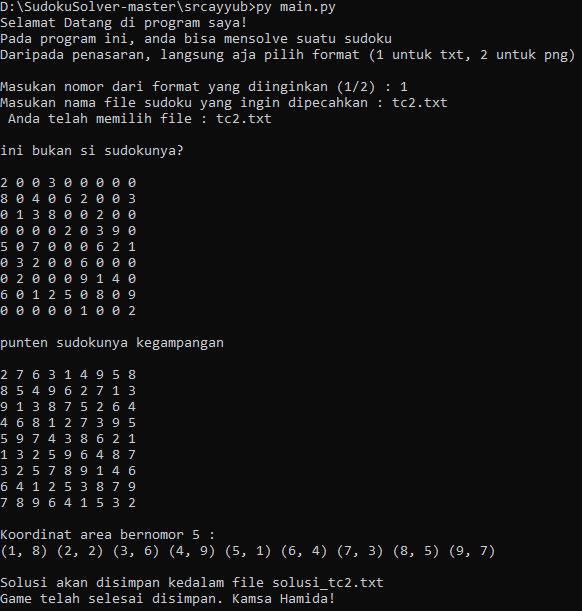 D:\SudokuSolver-master\srcayyub>py main.py
Selamat Datang di program saya!
Pada program ini, anda bisa mensolve suatu sudoku
Daripada penasaran, langsung aja pilih format (1 untuk txt, 2 untuk png)
Masukan nomor dari format yang diinginkan (1/2) : 1
Masukan nama file sudoku yang ingin dipecahkan : tc2.txt
Anda telah memilih file : tc2.txt
ini bukan si sudokunya?
2 0 0 3 0 0 0 0 0
8 0 4 0 6 2 0 0 3
0 1 3 8 0 0 2 0 0
0 0 0 0 2 0 3 9 0
5 0 7 0 0 0 6 2 1
0 3 2 0 0 6 0 0 0
0 2 0 0 0 9 1 4 0
6 0 1 2 5 0 8 0 9
0 0 0 0 0 1 0 0 2
punten sudokunya kegampangan
2 7 6 3 1 4 9 5 8
8 5 4 9 6 2 7 1 3
9 1 3 8 7 5 2 6 4
4 6 8 1 2 7 3 9 5
5 9 7 4 3 8 6 2 1
1 3 2 5 9 6 4 8 7
3 2 5 7 8 9 1 4 6
6 4 1 2 5 3 8 7 9
7 8 9 6 4 1 5 3 2
Koordinat area bernomor 5 :
(1, 8) (2, 2) (3, 6) (4, 9) (5, 1) (6, 4) (7, 3) (8, 5) (9, 7)
Solusi akan disimpan kedalam file solusi_tc2.txt
Game telah selesai disimpan. Kamsa Hamida!